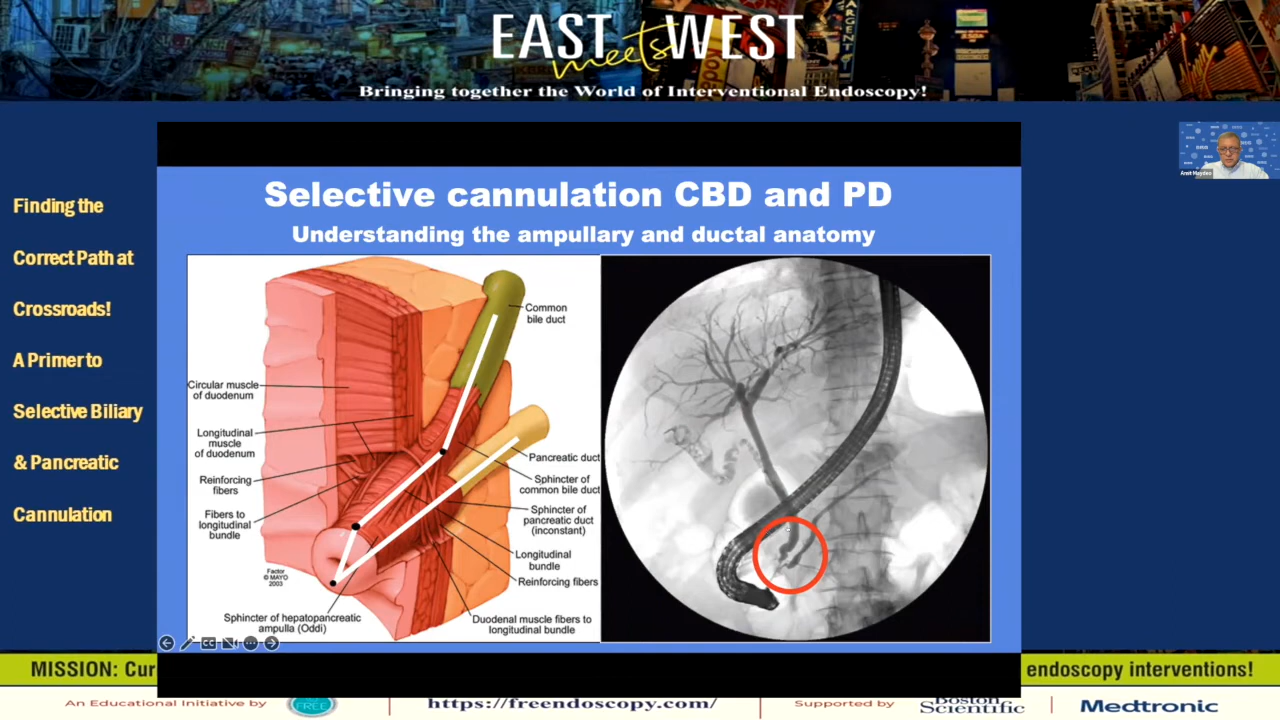 EAST meets WEST
Bringing together the World of Interventional Endoscopy!
Finding the
Correct Path at
Crossroads!
A Primer to
Selective Biliary
& Pancreatic
Cannulation
Amit Maydeo
Selective cannulation CBD and PD
Understanding the ampullary and ductal anatomy
Common
bile duct
Circular muscle
of duodenum
Longitudinal
muscle
of duodenum
Reinforcing
fibers
Fibers to
longitudinal
bundle
Pancreatic duct
Sphincter of
common bile duct
Sphincter of
pancreatic duct
(inconstant)
Longitudinal
bundle
Reinforcing fibers
Factor
© MAYO
2003
Sphincter of hepatopancreatic
ampulla (Oddi)
Duodenal muscle fibers to
longitudinal bundle
CC
MISSION: Cur
endoscopy interventions!
An Educational Initiative by
FREE
https://freendoscopy.com/
Supported by
Boston
Scientific
Medtronic